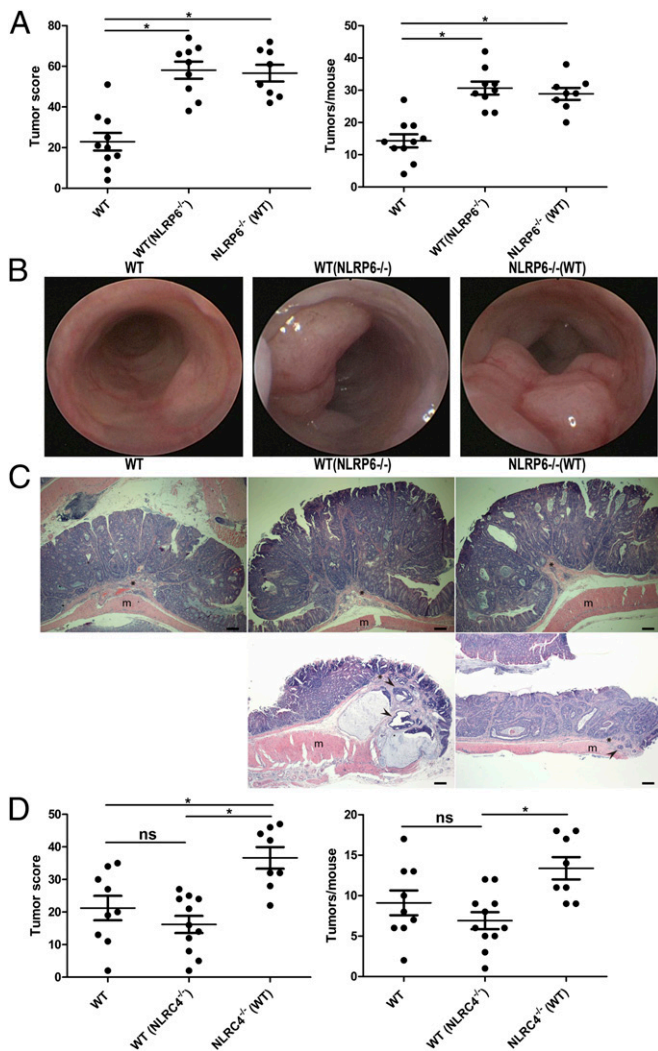 A
Tumor score
80
60
40
20
0
*
*
WT
WT(NLRP6-/-)
NLRP6-/- (WT)
Tumors/mouse
50
40
30
20
10
0
*
*
WT
WT(NLRP6-/-)
NLRP6-/- (WT)
B
WT
WT(NLRP6-/-)
NLRP6-/-(WT)
C
WT
WT(NLRP6-/-)
NLRP6-/-(WT)
*
m
*
m
*
m
*
m
*
m
D
Tumor score
50
40
30
20
10
0
*
ns
*
WT
WT (NLRC4-/-)
NLRC4-/- (WT)
Tumors/mouse
20
15
10
5
0
ns
*
WT
WT (NLRC4-/-)
NLRC4-/- (WT)